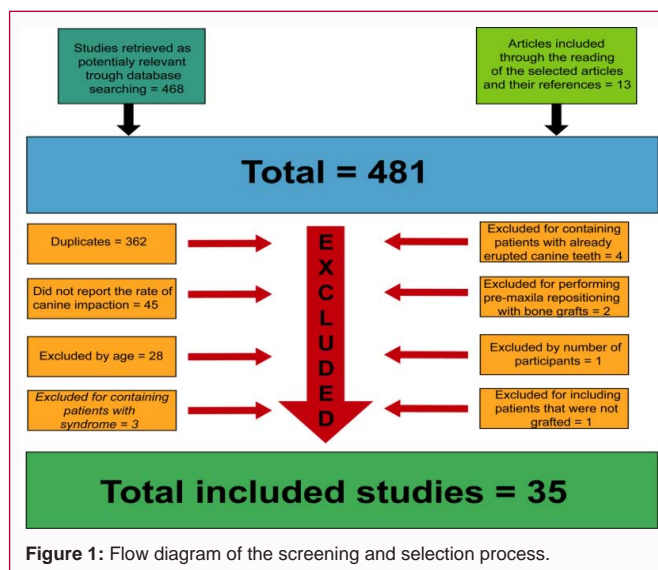 Studies retrieved as
potentialy relevant
trough database
searching = 468
Articles included
through the reading
of the selected articles
and their references = 13
Total = 481
Duplicates = 362
Did not report the rate of
canine impaction = 45
Excluded by age = 28
Excluded for containing
patients with
syndrome = 3
EXCLUDED
Excluded for containing
patients with already
erupted canine teeth = 4
Excluded for performing
pre-maxila repositioning
with bone grafts = 2
Excluded by number of
participants = 1
Excluded for including
patients that were not
grafted = 1
Total included studies = 35
Figure 1: Flow diagram of the screening and selection process.